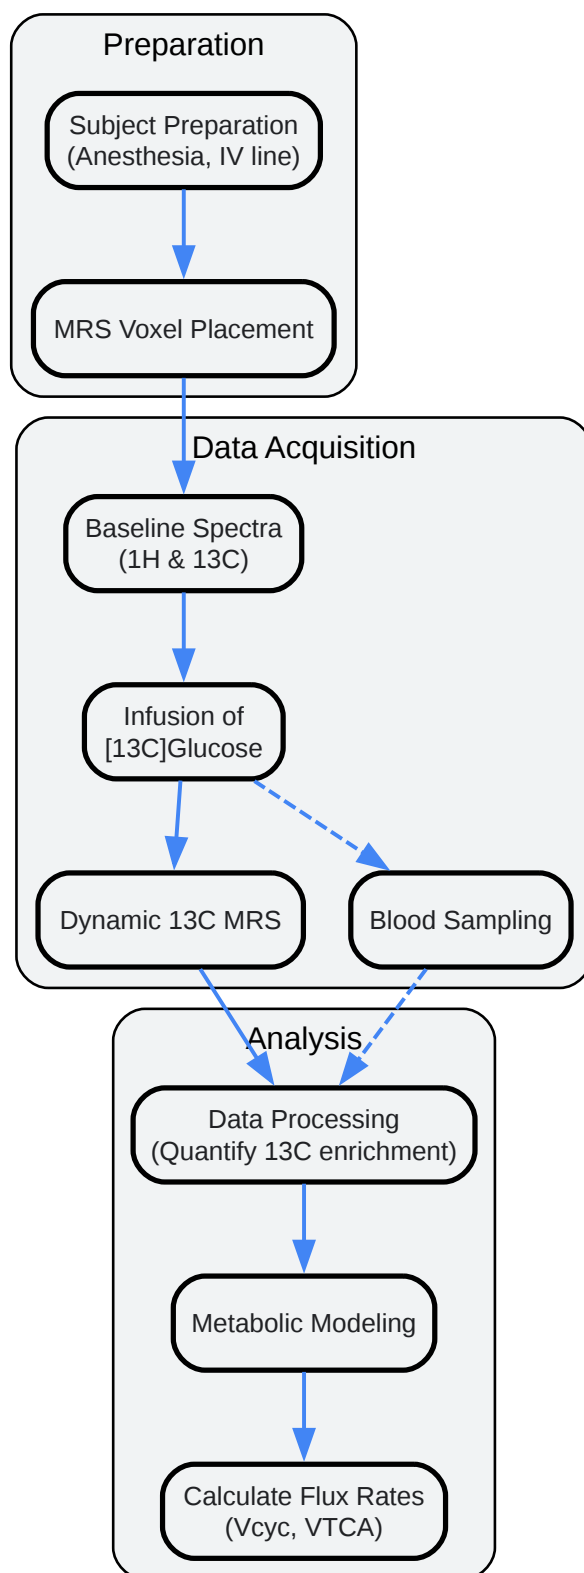 Preparation
Subject Preparation
(Anesthesia, IV line)
MRS Voxel Placement
Data Acquisition
Baseline Spectra
(1H & 13C)
Infusion of
[13C]Glucose
Dynamic 13C MRS
Blood Sampling
Analysis
Data Processing
(Quantify 13C enrichment)
Metabolic Modeling
Calculate Flux Rates
(Vcyc, VTCA)